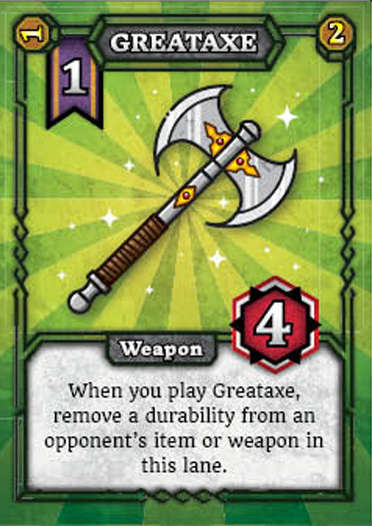 1
GREATAXE
2
1
4
Weapon
When you play Greataxe,
remove a durability from an
opponent's item or weapon in
this lane.